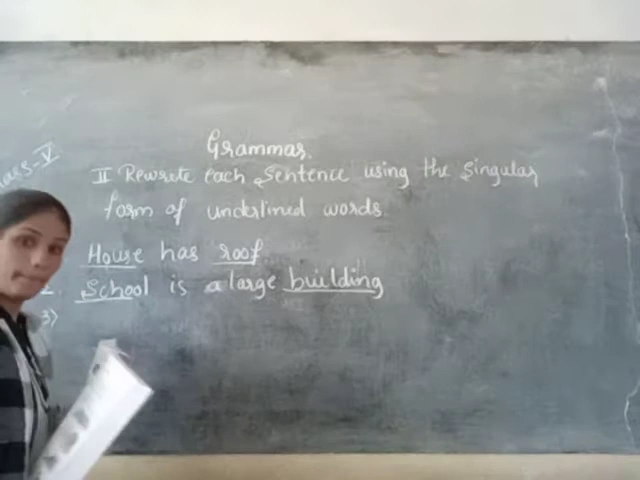 Grammar.
Class-V
II Rewrite each Sentence using the Singular
form of underlined words
House has roof
2. School is a large building
3)